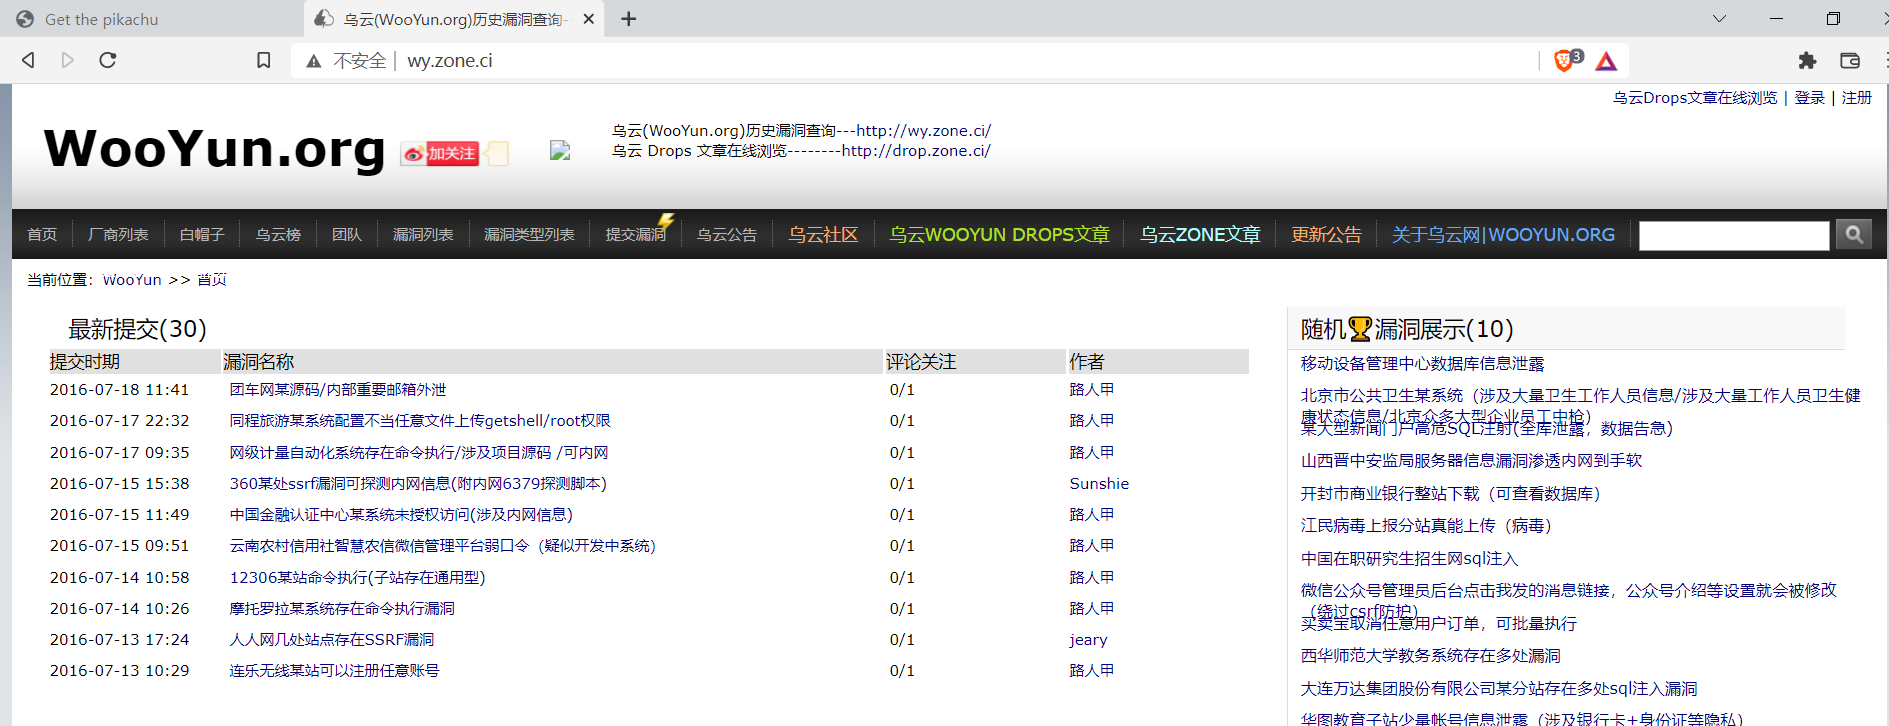 Get the pikachu
乌云(WooYun.org)历史漏洞查询-
不安全 | wy.zone.ci
3
乌云Drops文章在线浏览 | 登录 | 注册
WooYun.org
加关注
乌云(WooYun.org)历史漏洞查询---http://wy.zone.ci/
乌云 Drops 文章在线浏览--------http://drop.zone.ci/
首页 厂商列表 白帽子 乌云榜 团队 漏洞列表 漏洞类型列表 提交漏洞 乌云公告 乌云社区 乌云WOOYUN DROPS文章 乌云ZONE文章 更新公告 关于乌云网|WOOYUN.ORG
当前位置：WooYun >> 首页
最新提交(30)
提交时期 漏洞名称 评论关注 作者
2016-07-18 11:41 团车网某源码/内部重要邮箱外泄 0/1 路人甲
2016-07-17 22:32 同程旅游某系统配置不当任意文件上传getshell/root权限 0/1 路人甲
2016-07-17 09:35 网级计量自动化系统存在命令执行/涉及项目源码 /可内网 0/1 路人甲
2016-07-15 15:38 360某处ssrf漏洞可探测内网信息(附内网6379探测脚本) 0/1 Sunshie
2016-07-15 11:49 中国金融认证中心某系统未授权访问(涉及内网信息) 0/1 路人甲
2016-07-15 09:51 云南农村信用社智慧农信微信管理平台弱口令（疑似开发中系统） 0/1 路人甲
2016-07-14 10:58 12306某站命令执行(子站存在通用型) 0/1 路人甲
2016-07-14 10:26 摩托罗拉某系统存在命令执行漏洞 0/1 路人甲
2016-07-13 17:24 人人网几处站点存在SSRF漏洞 0/1 jeary
2016-07-13 10:29 连乐无线某站可以注册任意账号 0/1 路人甲
随机🏆漏洞展示(10)
移动设备管理中心数据库信息泄露
北京市公共卫生某系统（涉及大量卫生工作人员信息/涉及大量工作人员卫生健
康状态信息/北京众多大型企业员工中枪）
某大型新闻门户高危SQL注射(全库泄露，数据告急)
山西晋中安监局服务器信息漏洞渗透内网到手软
开封市商业银行整站下载（可查看数据库）
江民病毒上报分站真能上传（病毒）
中国在职研究生招生网sql注入
微信公众号管理员后台点击我发的消息链接，公众号介绍等设置就会被修改
（绕过csrf防护）
买卖宝取消任意用户订单，可批量执行
西华师范大学教务系统存在多处漏洞
大连万达集团股份有限公司某分站存在多处sql注入漏洞
华图教育子站少量帐号信息泄露（涉及银行卡+身份证等隐私）